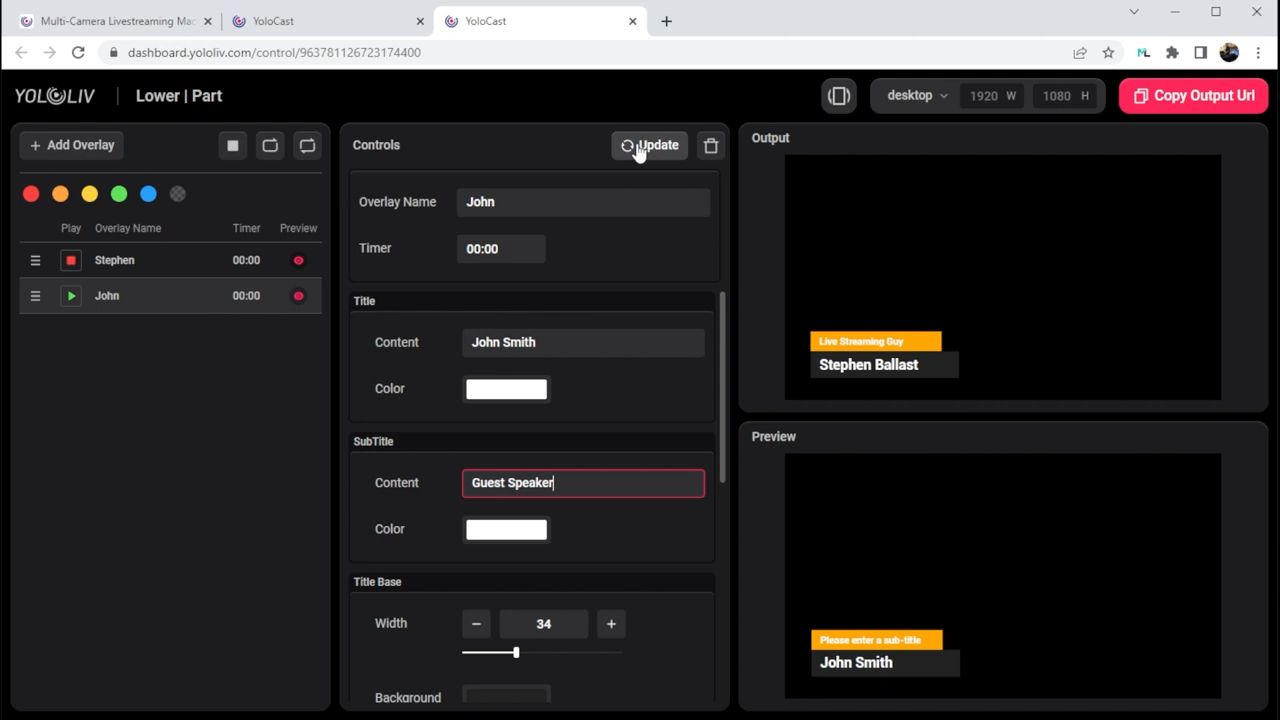 Multi-Camera Livestreaming Mac
YoloCast
YoloCast
dashboard.yololiv.com/control/963781126723174400
YOLOLIV
Lower | Part
desktop
1920 W
1080 H
Copy Output Url
+ Add Overlay
Play
Overlay Name
Timer
Preview
Stephen
00:00
John
00:00
Controls
Update
Overlay Name
John
Timer
00:00
Title
Content
John Smith
Color
SubTitle
Content
Guest Speaker
Color
Title Base
Width
34
Background
Output
Live Streaming Guy
Stephen Ballast
Preview
Please enter a sub-title
John Smith